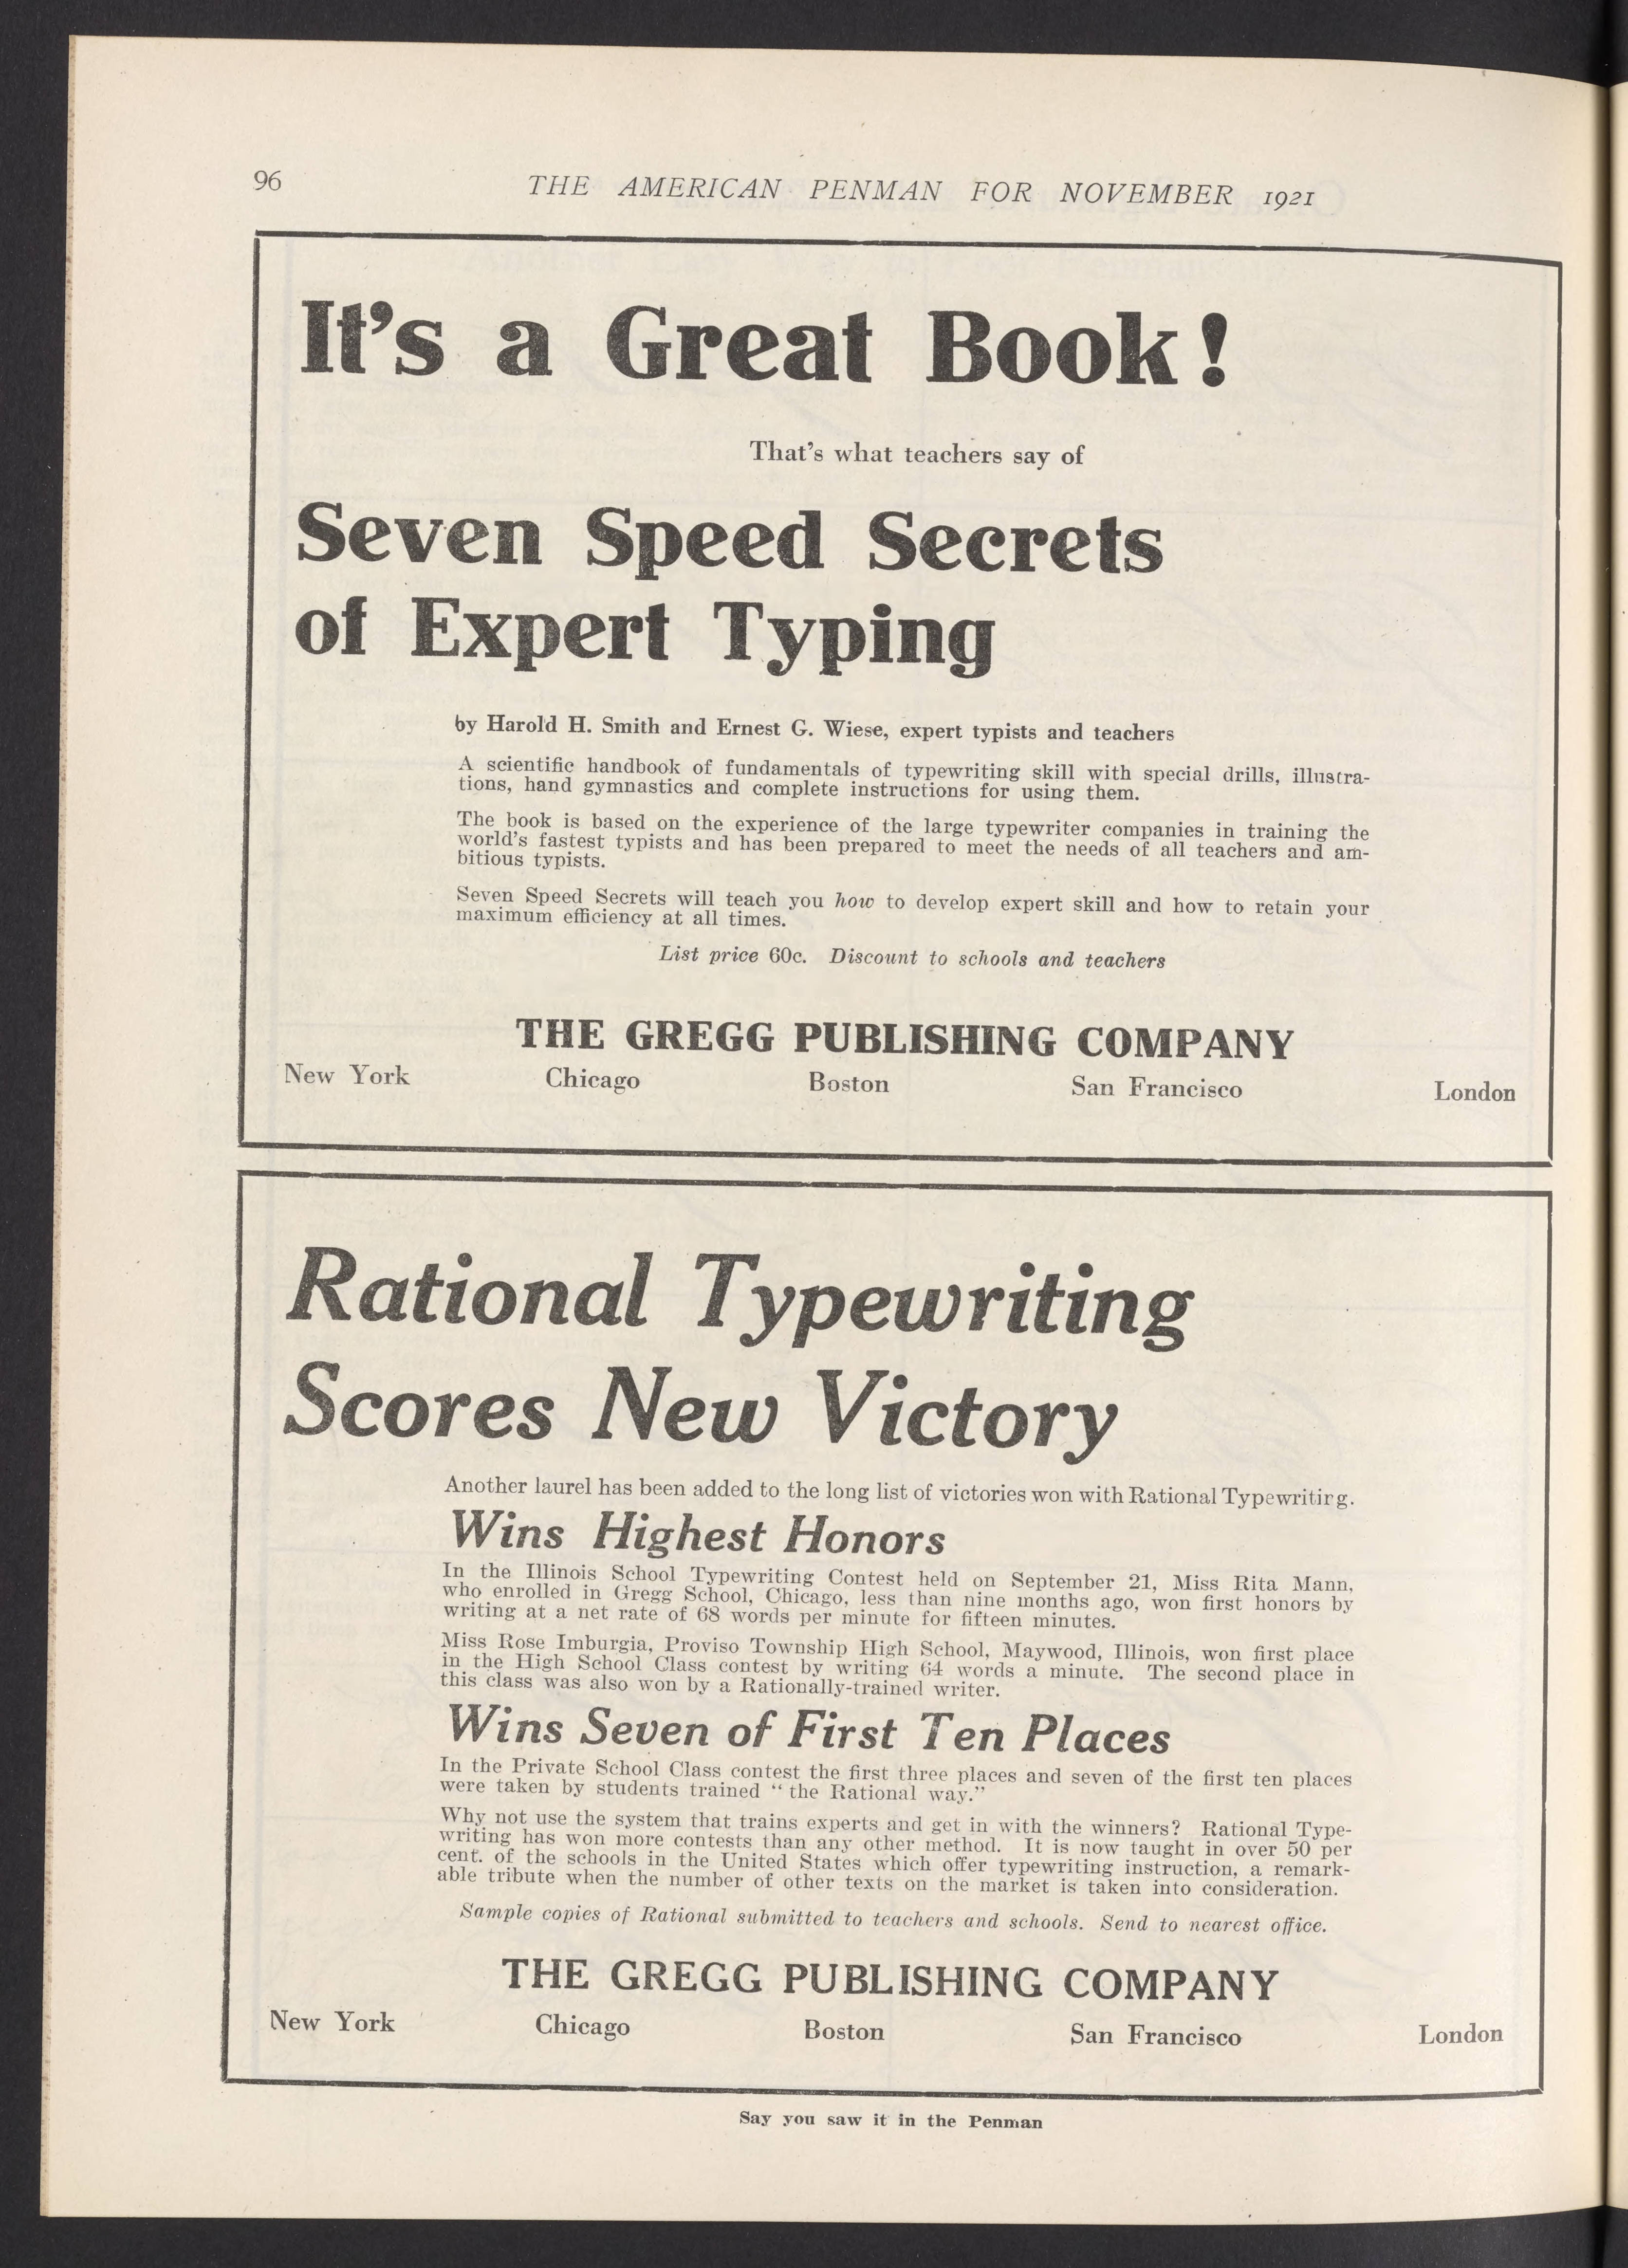 96 THE AMERICAN PENMAN FOR NOVEMBER 1921
It's a Great Book!
That's what teachers say of
Seven Speed Secrets
of Expert Typing
by Harold H. Smith and Ernest G. Wiese, expert typists and teachers
A scientific handbook of fundamentals of typewriting skill with special drills, illustra-
tions, hand gymnastics and complete instructions for using them.
The book is based on the experience of the large typewriter companies in training the
world's fastest typists and has been prepared to meet the needs of all teachers and am-
bitious typists.
Seven Speed Secrets will teach you how to develop expert skill and how to retain your
maximum efficiency at all times.
List price 60c. Discount to schools and teachers
THE GREGG PUBLISHING COMPANY
New York Chicago Boston San Francisco London
Rational Typewriting
Scores New Victory
Another laurel has been added to the long list of victories won with Rational Typewriting.
Wins Highest Honors
In the Illinois School Typewriting Contest held on September 21, Miss Rita Mann,
who enrolled in Gregg School, Chicago, less than nine months ago, won first honors by
writing at a net rate of 68 words per minute for fifteen minutes.
Miss Rose Imburgia, Proviso Township High School, Maywood, Illinois, won first place
in the High School Class contest by writing 64 words a minute. The second place in
this class was also won by a Rationally-trained writer.
Wins Seven of First Ten Places
In the Private School Class contest the first three places and seven of the first ten places
were taken by students trained "the Rational way."
Why not use the system that trains experts and get in with the winners? Rational Type-
writing has won more contests than any other method. It is now taught in over 50 per
cent. of the schools in the United States which offer typewriting instruction, a remark-
able tribute when the number of other texts on the market is taken into consideration.
Sample copies of Rational submitted to teachers and schools. Send to nearest office.
THE GREGG PUBLISHING COMPANY
New York Chicago Boston San Francisco London
Say you saw it in the Penman